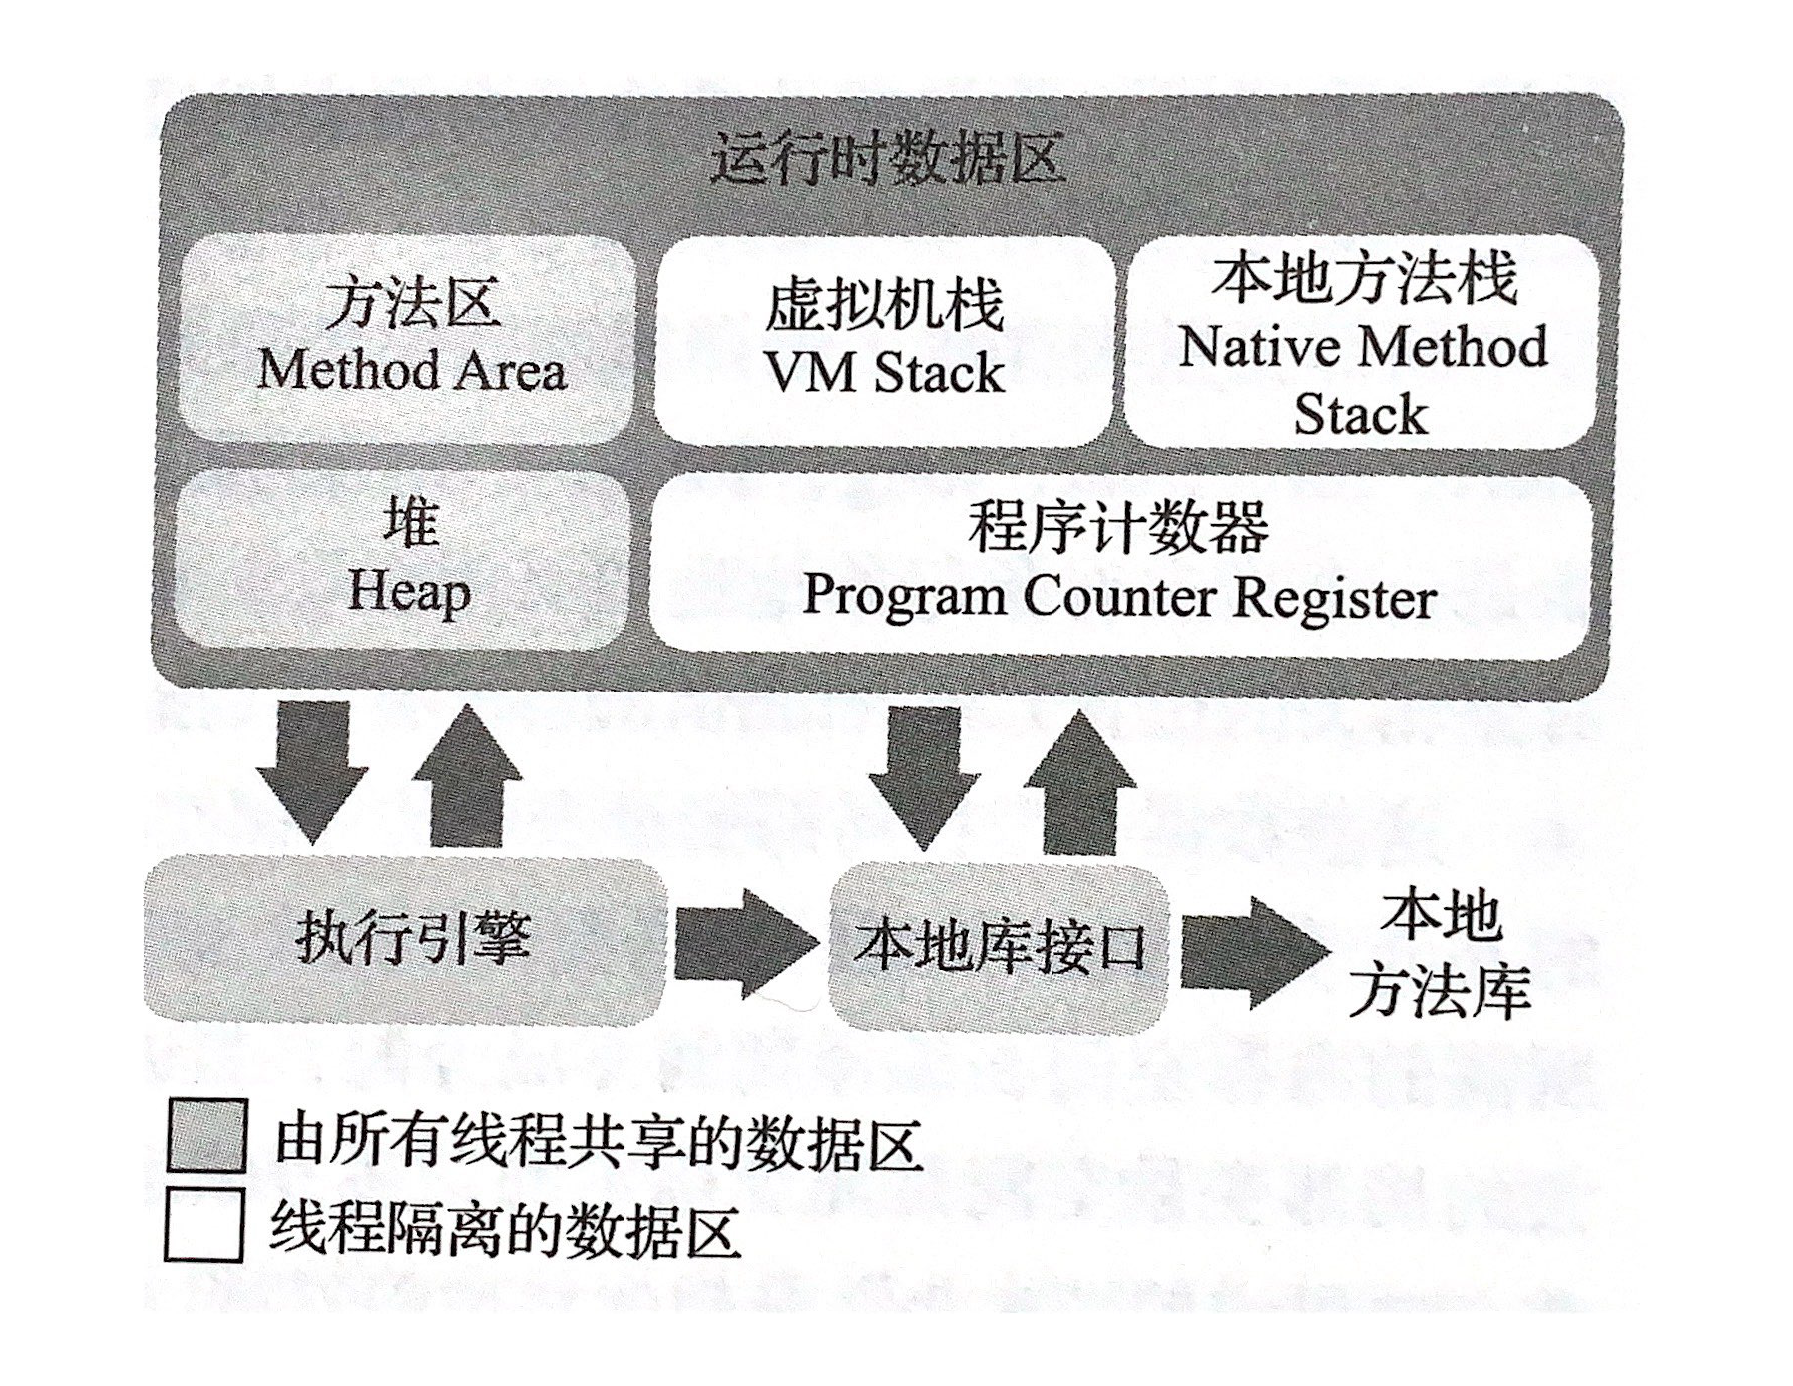 运行时数据区
方法区
Method Area
虚拟机栈
VM Stack
本地方法栈
Native Method
Stack
堆
Heap
程序计数器
Program Counter Register
执行引擎
本地库接口
本地
方法库
由所有线程共享的数据区
线程隔离的数据区